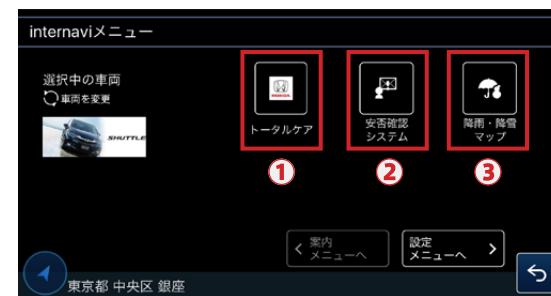 internaviメニュー
選択中の車両
車両を変更
SHUTTLE
HONDA
トータルケア
安否確認
システム
降雨・降雪
マップ
①
②
③
案内
メニューへ
設定
メニューへ
東京都 中央区 銀座